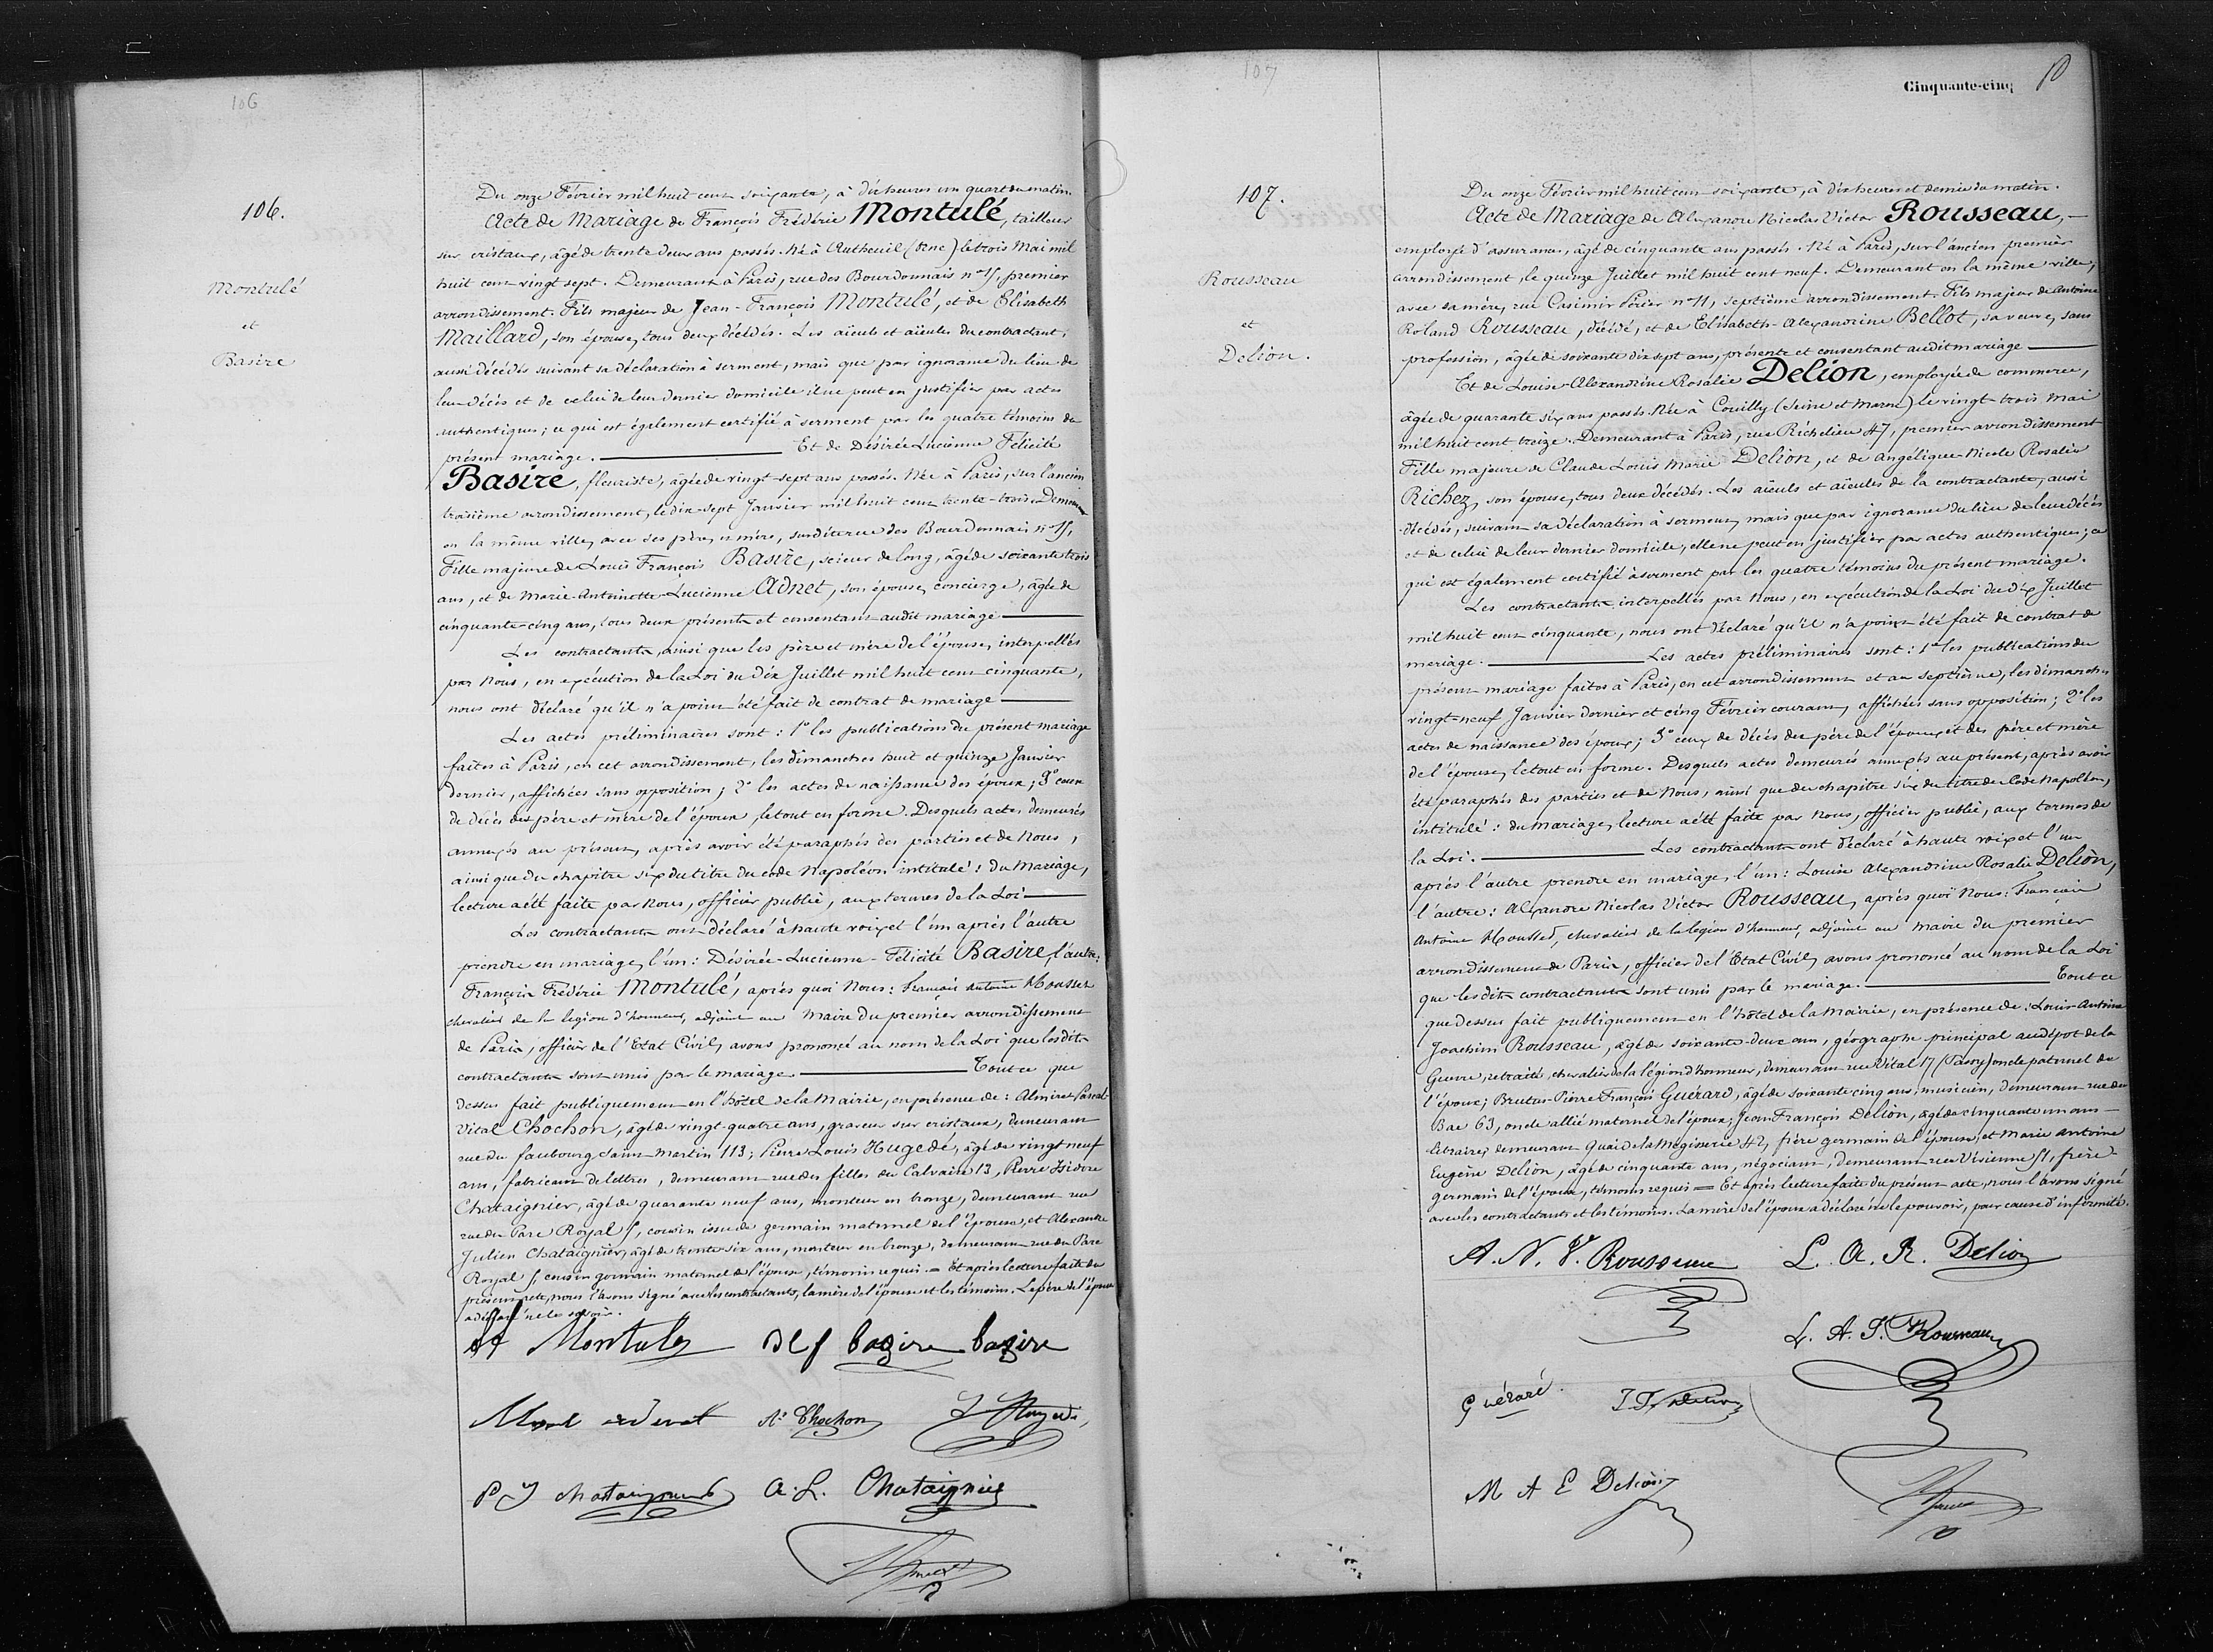 106
106.
Montulé
et
Basire
Du onze Février mil huit cent soixante, à dix heures un quart du matin.
Acte de Mariage de François Frédéric Montulé, tailleur
sur cristaux, âgé de trente deux ans passés. Né à Autheuil (Orne) le trois Mai mil
huit cent vingt sept. Demeurant à Paris, rue des Bourdonnais n° 15, premier
arrondissement. Fils majeur de Jean-François Montulé, et de Elisabeth
Maillard, son épouse, tous deux décédés. Les aïeuls et aïeules du contractant,
aussi décédés suivant sa déclaration à serment, mais que par ignorance du lieu de
leur décès et de celui de leur dernier domicile il ne peut en justifier par actes
authentiques; ce qui est également certifié à serment par les quatre témoins du
présent mariage. Et de Désirée Lucienne Félicité
Basire, fleuriste, âgée de vingt-sept ans passés. Née à Paris, sur l'ancien
troisième arrondissement, le dix-sept Janvier mil huit cent trente-trois. Demeurant
en la même ville, avec ses père et mère, susdite rue des Bourdonnais n° 15,
Fille majeure de Louis François Basire, scieur de long, âgé de soixante trois
ans, et de Marie-Antoinette-Lucienne Adnet, son épouse, concierge, âgée de
cinquante-cinq ans, tous deux présents et consentans audit mariage
Les contractants, ainsi que les père et mère de l'épouse, interpellés
par Nous, en exécution de la Loi du dix Juillet mil huit cent cinquante,
nous ont déclaré qu'il n'a point été fait de contrat de mariage
Les actes préliminaires sont: 1° les publications du présent mariage
faites à Paris, en cet arrondissement, les dimanches huit et quinze Janvier
dernier, affichées sans opposition; 2° les actes de naissance des époux; 3° ceux
de décès des père et mère de l'époux, le tout en forme. Desquels actes, demeurés
annexés au présent, après avoir été paraphés des parties et de Nous,
ainsi que du chapitre six du titre du code Napoléon intitulé: du Mariage,
lecture a été faite par Nous, officier public, aux termes de la Loi
Les contractants ont déclaré à haute voix et l'un après l'autre
prendre en mariage, l'un: Désirée-Lucienne-Félicité Basire, l'autre:
François Frédéric Montulé, après quoi Nous: François Antoine Housset
chevalier de la légion d'honneur, adjoint au Maire du premier arrondissement
de Paris, officier de l'Etat Civil, avons prononcé au nom de la Loi que lesdits
contractants sont unis par le mariage. Tout ce que
dessus fait publiquement en l'hôtel de la Mairie, en présence de: Almire Pascal
Vital Chochon, âgé de vingt quatre ans, graveur sur cristaux, demeurant
rue du faubourg Saint-Martin 113; Pierre Louis Hugedé, âgé de vingt neuf
ans, fabricant de lettres, demeurant rue des filles du Calvaire 13, Pierre Isidore
Chataignier, âgé de quarante neuf ans, monteur en bronze, demeurant rue
rue du Parc Royal 5, cousin issu de germain maternel de l'épouse, et Alexandre
Julien Chataignier, âgé de trente six ans, monteur en bronze, demeurant rue du Parc
Royal 5, cousin germain maternel de l'épouse, témoins requis. = Et après lecture faite du
présent acte, nous l'avons signé avec les contractants, la mère de l'épouse et les témoins. Le père de l'épouse
a déclaré ne le savoir.
Montulé DLf bazire bazire
adenet A. Chochon L Hugedé
P J chataignier A. L. Chataignier
107
Cinquante-cinq
107.
Rousseau
et
Delion.
Du onze Février mil huit cent soixante, à dix heures et demie du matin.
Acte de Mariage de Alexandre Nicolas Victor Rousseau,
employé d'assurances, âgé de cinquante ans passés. Né à Paris, sur l'ancien premier
arrondissement, le quinze Juillet mil huit cent neuf. Demeurant en la même ville,
avec sa mère, rue Casimir Périer n° 11, septième arrondissement. Fils majeur de Antoine
Roland Rousseau, décédé, et de Elisabeth-Alexandrine Bellot, sa veuve, sans
profession, âgée de soixante dix sept ans, présente et consentant audit mariage
Et de Louise-Alexandrine Rosalie Delion, employée de commerce,
âgée de quarante six ans passés. Née à Couilly (Seine et Marne) le vingt-trois Mai
mil huit cent treize. Demeurant à Paris, rue Richelieu 47, premier arrondissement
Fille majeure de Claude Louis Marie Delion, et de Angélique-Nicole Rosalie
Richez, son épouse, tous deux décédés. Les aïeuls et aïeules de la contractante, aussi
décédés, suivant sa déclaration à serment, mais que par ignorance du lieu de leur décès
et de celui de leur dernier domicile, elle ne peut en justifier par actes authentiques; ce
qui est également certifié à serment par les quatre témoins du présent mariage.
Les contractants interpellés par Nous, en exécution de la Loi du dix Juillet
mil huit cent cinquante, nous ont déclaré qu'il n'a point été fait de contrat de
mariage. Les actes préliminaires sont: 1° les publications du
présent mariage faites à Paris, en cet arrondissement et au septième, les dimanches
vingt-neuf Janvier dernier et cinq Février courant, affichées sans opposition; 2° les
actes de naissance des époux; 3° ceux de décès du père de l'époux et des père et mère
de l'épouse, le tout en forme. Desquels actes demeurés annexés au présent, après avoir
été paraphés des parties et de Nous, ainsi que du chapitre six du titre du Code Napoléon,
intitulé: du Mariage, lecture a été faite par Nous, officier public, aux termes de
la Loi. Les contractants ont déclaré à haute voix et l'un
après l'autre prendre en mariage, l'un: Louise Alexandrine Rosalie Delion,
l'autre: Alexandre Nicolas Victor Rousseau, après quoi Nous: François
Antoine Housset, chevalier de la légion d'honneur, adjoint au Maire du premier
arrondissement de Paris, officier de l'Etat Civil, avons prononcé au nom de la Loi
que lesdits contractants sont unis par le mariage. Tout ce
que dessus fait publiquement en l'hôtel de la Mairie, en présence de: Louis-Antoine
Joachim Rousseau, âgé de soixante-deux ans, géographe principal au dépot de la
Guerre, retraité, chevalier de la légion d'honneur, demeurant rue Vital 17 (Passy) oncle paternel de
l'époux; Brutus-Pierre François Guérard, âgé de soixante cinq ans, musicien, demeurant rue du
Bac 63, oncle allié maternel de l'époux; Jean-François Delion, âgé de cinquante un ans
libraire, demeurant Quai de la Mégisserie 42, frère germain de l'épouse, et Marie Antoine
Eugène Delion, âgé de cinquante ans, négociant, demeurant rue Vivienne 51, frère
germain de l'épouse, témoins requis = Et après lecture faite du présent acte, nous l'avons signé
avec les contractants et les témoins. La mère de l'époux a déclaré ne le pouvoir, pour cause d'infirmité.
A. N. V. Rousseau L. A. R. Delion
L. A. J. Rousseau
Guérard. J. F. Delion
M A E Delion